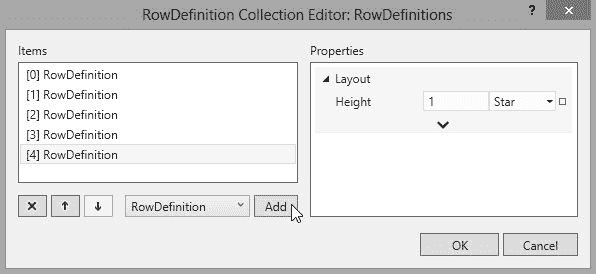 RowDefinition Collection Editor: RowDefinitions
?
Items
[0] RowDefinition
[1] RowDefinition
[2] RowDefinition
[3] RowDefinition
[4] RowDefinition
RowDefinition
Add
Properties
Layout
Height
1
Star
OK
Cancel